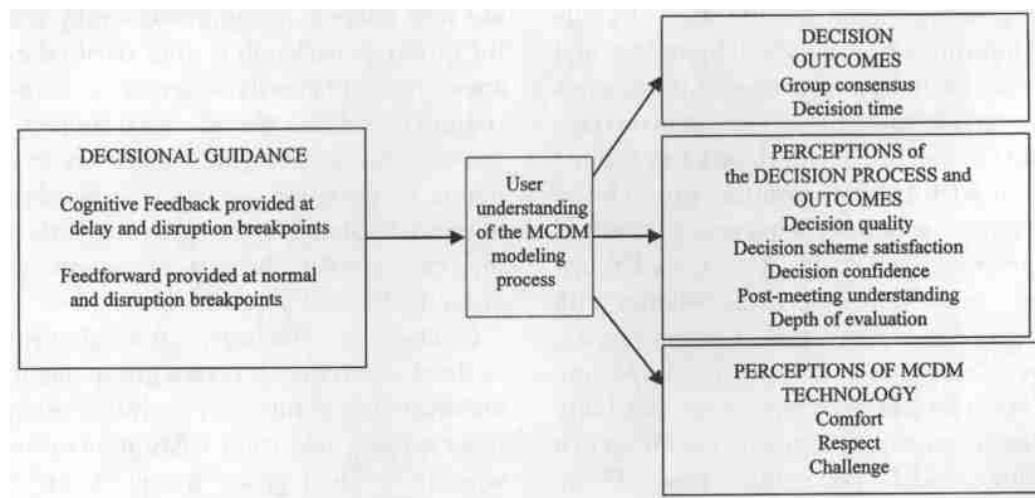 DECISIONAL GUIDANCE
Cognitive Feedback provided at
delay and disruption breakpoints
Feedforward provided at normal
and disruption breakpoints
User
understanding
of the MCDM
modeling
process
DECISION
OUTCOMES
Group consensus
Decision time
PERCEPTIONS of
the DECISION PROCESS and
OUTCOMES
Decision quality
Decision scheme satisfaction
Decision confidence
Post-meeting understanding
Depth of evaluation
PERCEPTIONS OF MCDM
TECHNOLOGY
Comfort
Respect
Challenge